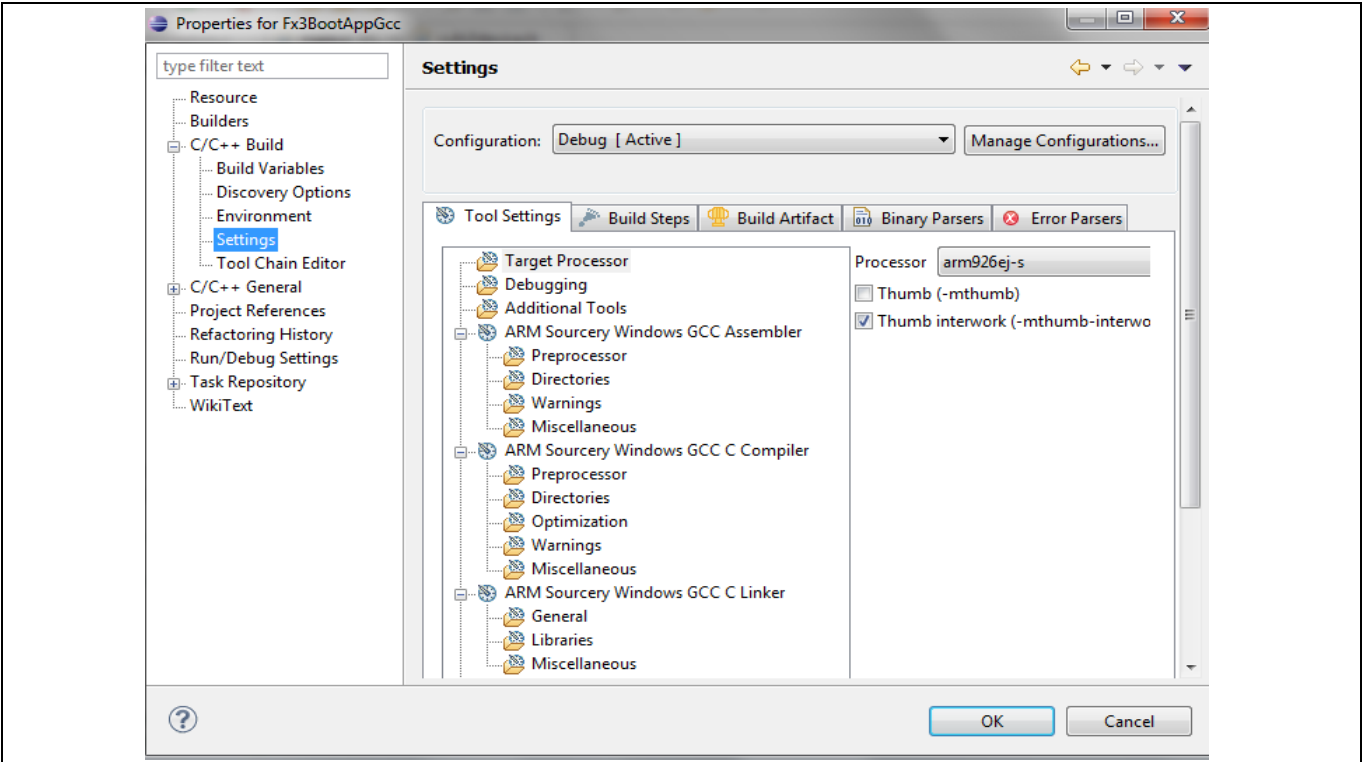 Properties for Fx3BootAppGcc
type filter text
Resource
Builders
C/C++ Build
Build Variables
Discovery Options
Environment
Settings
Tool Chain Editor
C/C++ General
Project References
Refactoring History
Run/Debug Settings
Task Repository
WikiText
Settings
Configuration: Debug [ Active ] Manage Configurations...
Tool Settings Build Steps Build Artifact Binary Parsers Error Parsers
Target Processor
Debugging
Additional Tools
ARM Sourcery Windows GCC Assembler
Preprocessor
Directories
Warnings
Miscellaneous
ARM Sourcery Windows GCC C Compiler
Preprocessor
Directories
Optimization
Warnings
Miscellaneous
ARM Sourcery Windows GCC C Linker
General
Libraries
Miscellaneous
Processor arm926ej-s
Thumb (-mthumb)
Thumb interwork (-mthumb-interwo
OK Cancel